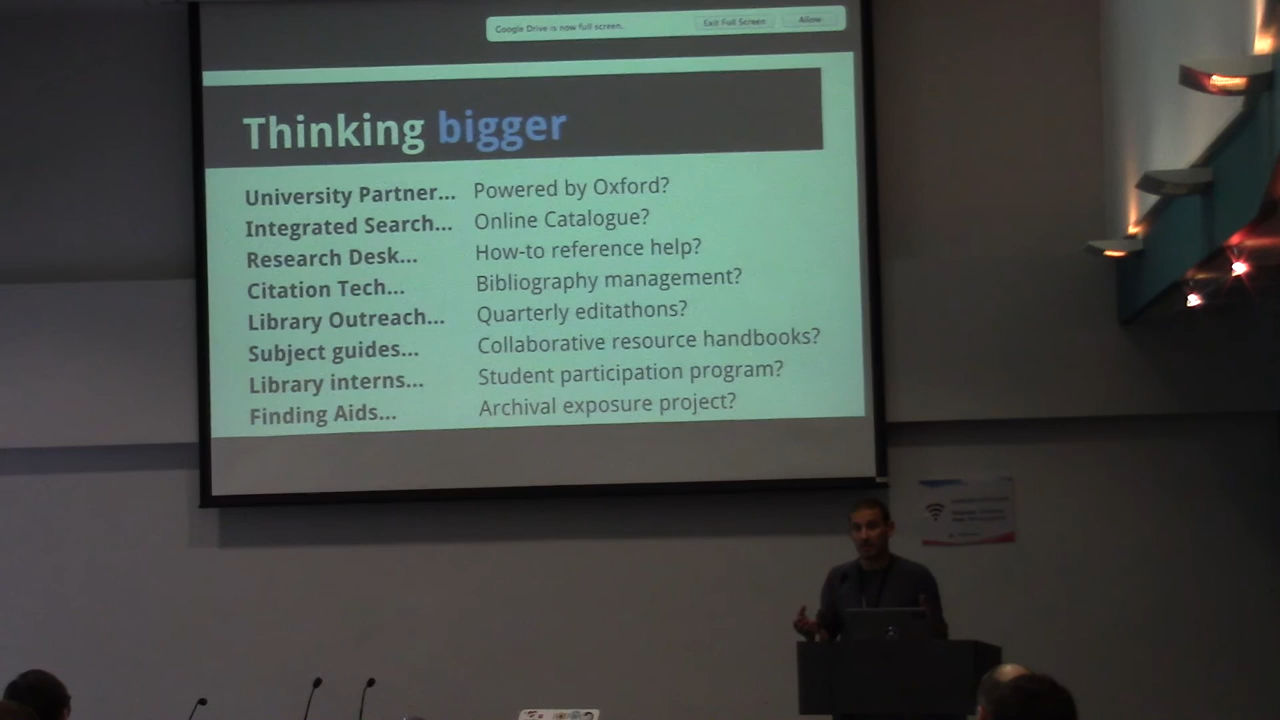 Google Drive is now full screen. Exit Full Screen Allow
Thinking bigger
University Partner... Powered by Oxford?
Integrated Search... Online Catalogue?
Research Desk... How-to reference help?
Citation Tech... Bibliography management?
Library Outreach... Quarterly editathons?
Subject guides... Collaborative resource handbooks?
Library interns... Student participation program?
Finding Aids... Archival exposure project?